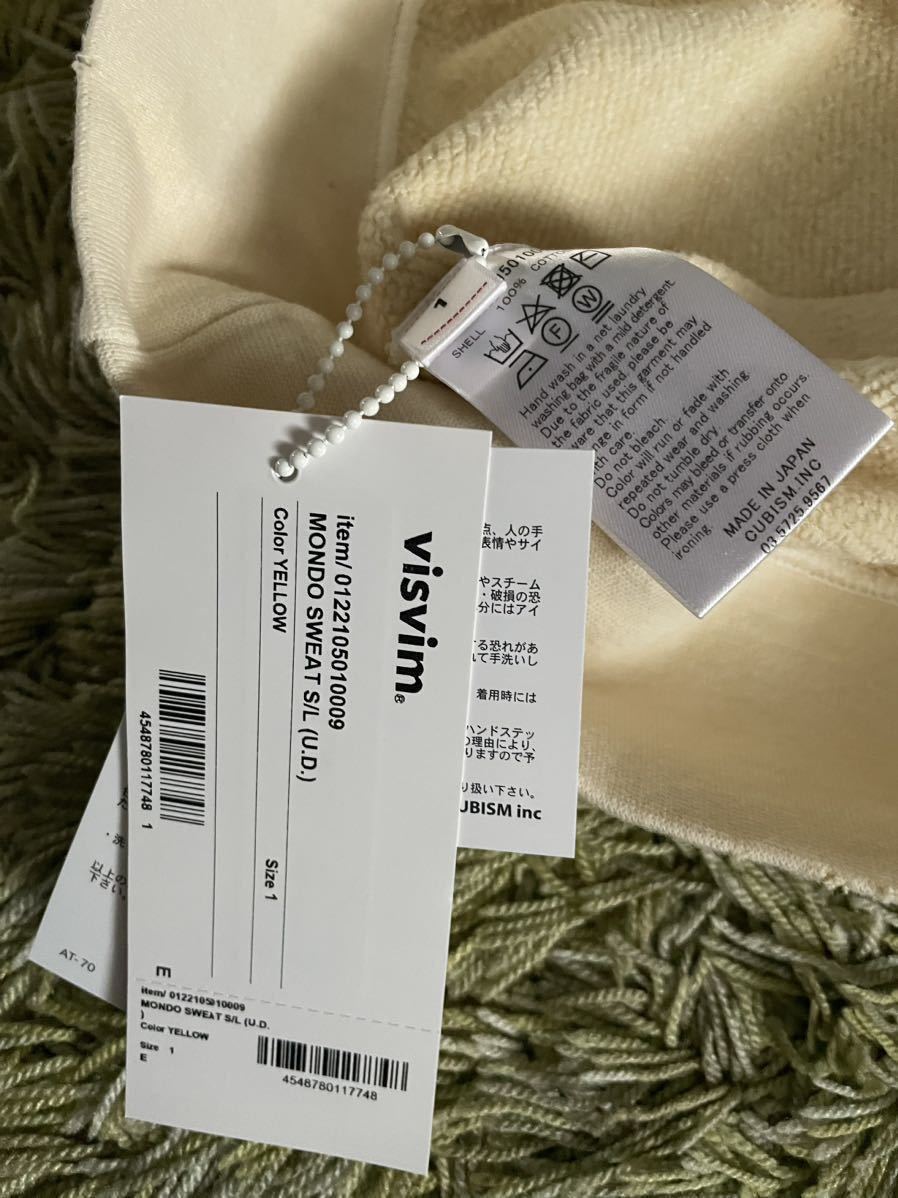 visvim®
item/ 0122105010009
MONDO SWEAT S/L (U.D.)
Color YELLOW
Size 1
4548780117748 1
E
item/ 0122105010009
MONDO SWEAT S/L (U.D.
)
Color YELLOW
Size 1
E
4548780117748
1
100% COTT
SHELL
F
W
Hand wash in a net laundry
washing bag with a mild detergent
Due to the fragile nature of
the fabric used, please be
ware that this garment may
nge in form if not handled
th care.
Do not bleach.
Color will run or fade with
repeated wear and washing.
Do not tumble dry.
Colors may bleed or transfer onto
other materials if rubbing occurs.
Please use a press cloth when
ironing
MADE IN JAPAN
CUBISM INC
03.5725.9567
点、人の手
表情やサイ
やスチーム
・破損の恐
分にはアイ
る恐れがあ
れて手洗いし
着用時には
ハンドステッ
の理由により、
りますので予
り扱い下さい。
UBISM inc
・洗
以上の
下さい。
AT-70